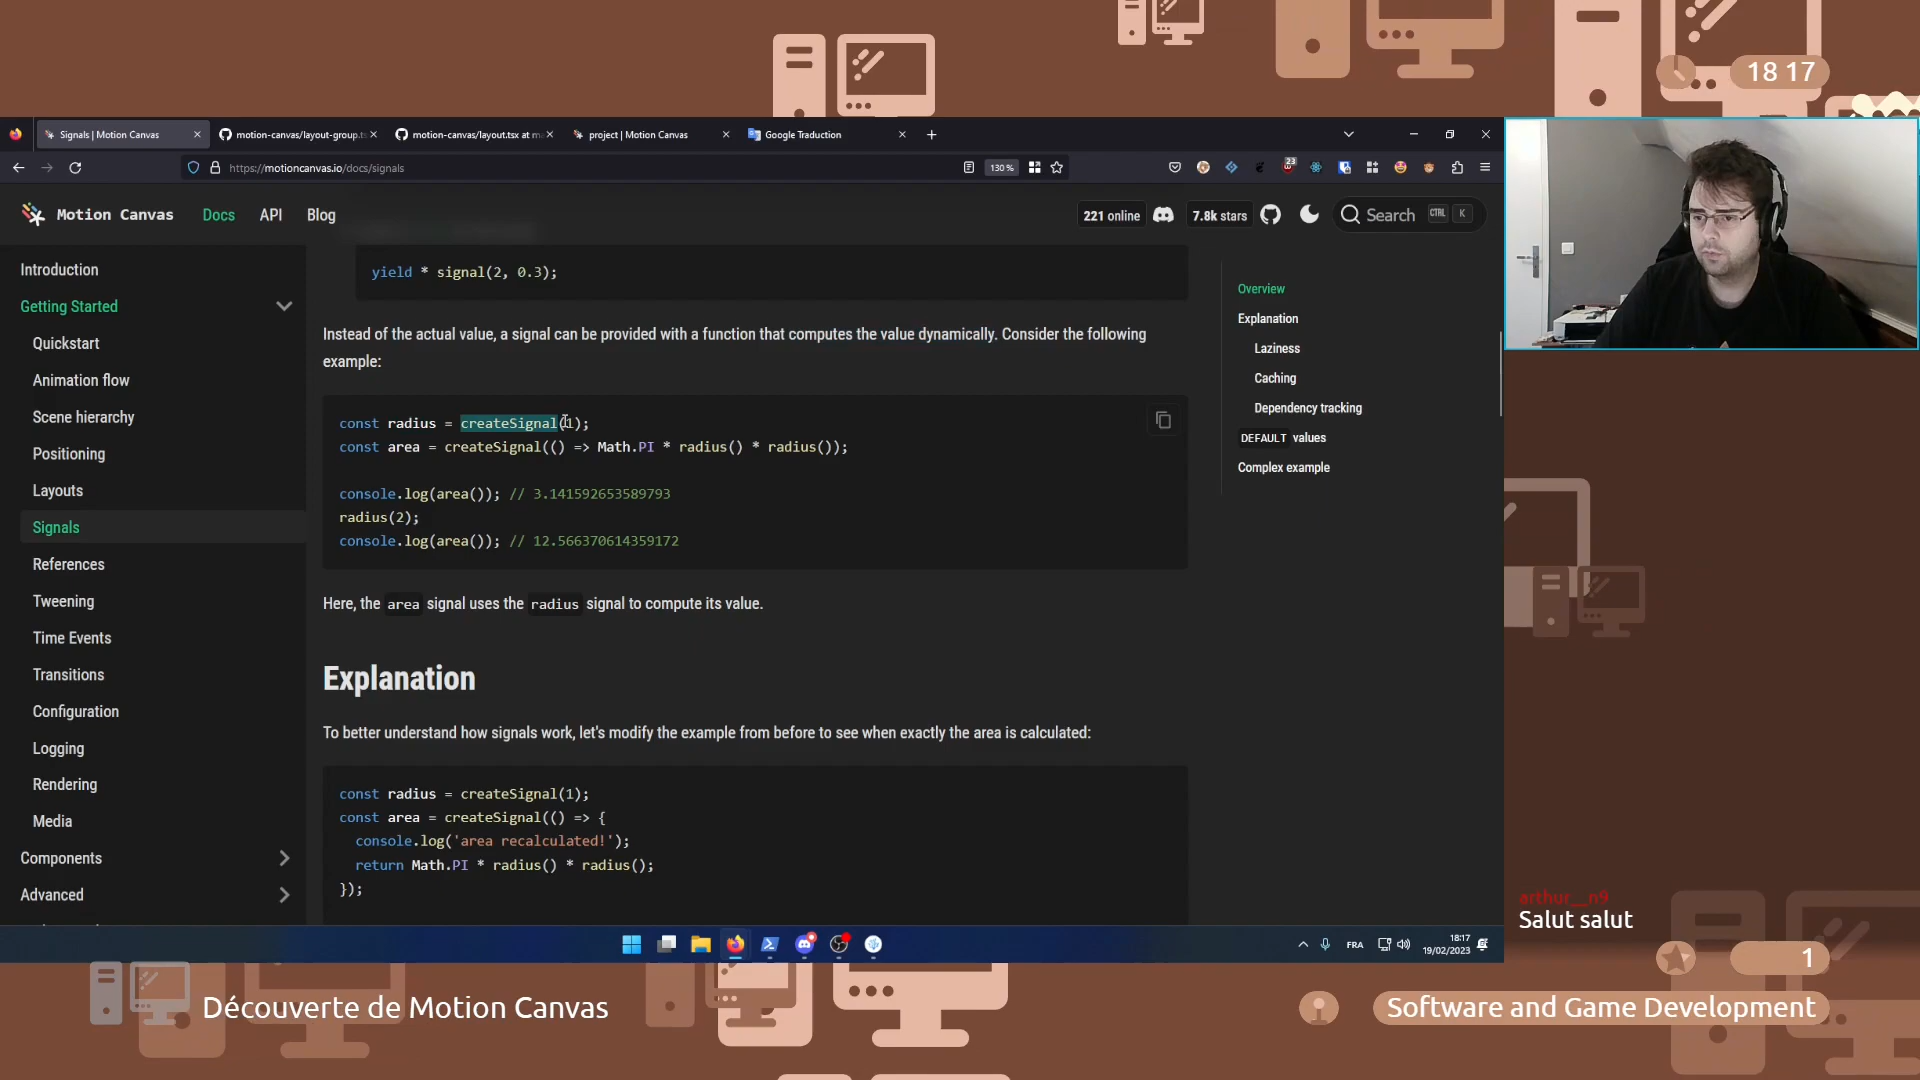 18 17
Signals | Motion Canvas
motion-canvas/layout-group.ts
motion-canvas/layout.tsx at m
project | Motion Canvas
Google Traduction
https://motioncanvas.io/docs/signals
130 %
23
Motion Canvas
Docs
API
Blog
221 online
7.8k stars
Search
CTRL
K
Introduction
Getting Started
Quickstart
Animation flow
Scene hierarchy
Positioning
Layouts
Signals
References
Tweening
Time Events
Transitions
Configuration
Logging
Rendering
Media
Components
Advanced
yield * signal(2, 0.3);
Instead of the actual value, a signal can be provided with a function that computes the value dynamically. Consider the following
example:
const radius = createSignal(1);
const area = createSignal(() => Math.PI * radius() * radius());
console.log(area()); // 3.141592653589793
radius(2);
console.log(area()); // 12.566370614359172
Here, the area signal uses the radius signal to compute its value.
Explanation
To better understand how signals work, let's modify the example from before to see when exactly the area is calculated:
const radius = createSignal(1);
const area = createSignal(() => {
console.log('area recalculated!');
return Math.PI * radius() * radius();
});
Overview
Explanation
Laziness
Caching
Dependency tracking
DEFAULT values
Complex example
arthur__n9
Salut salut
FRA
18:17
19/02/2023
1
Découverte de Motion Canvas
Software and Game Development